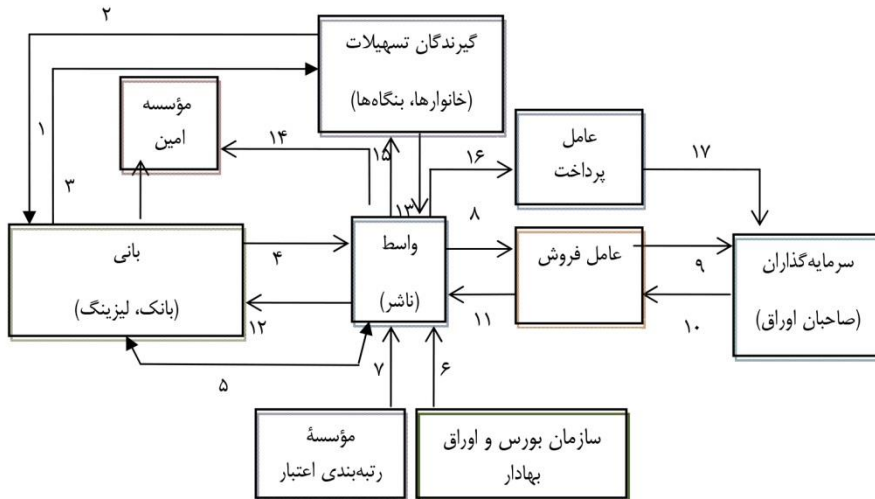 ۲
گیرندگان تسهیلات
(خانوارها، بنگاه‌ها)
مؤسسه
امین
۱
۳
۱۴
۱۵
۱۶
عامل
پرداخت
۱۷
۱۳
۸
بانی
(بانک، لیزینگ)
۴
واسط
(ناشر)
عامل فروش
۹
سرمایه‌گذاران
(صاحبان اوراق)
۱۲
۱۱
۱۰
۵
۷
۶
مؤسسۀ
رتبه‌بندی اعتبار
سازمان بورس و اوراق
بهادار